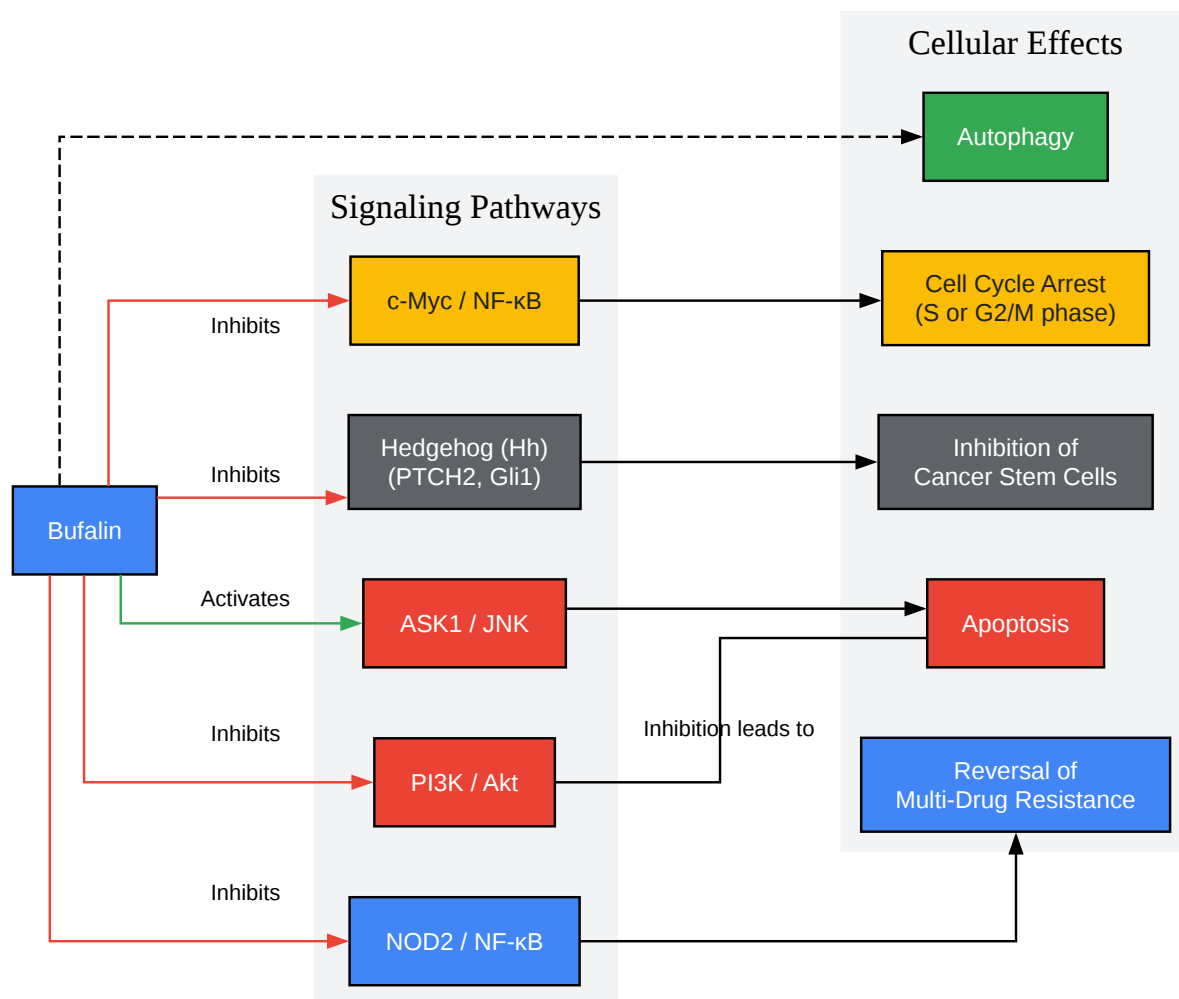 Cellular Effects
Autophagy
Signaling Pathways
c-Myc / NF-κB
Cell Cycle Arrest
(S or G2/M phase)
Inhibits
Hedgehog (Hh)
(PTCH2, Gli1)
Inhibition of
Cancer Stem Cells
Inhibits
Bufalin
Activates
ASK1 / JNK
Apoptosis
Inhibits
Inhibition leads to
PI3K / Akt
Reversal of
Multi-Drug Resistance
Inhibits
NOD2 / NF-κB